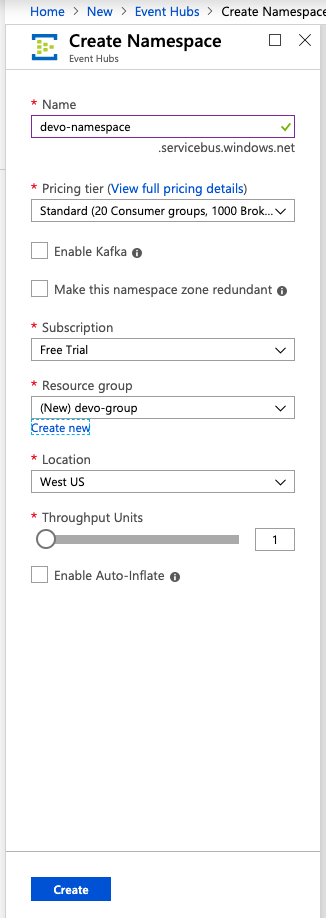 Home > New > Event Hubs > Create Namespace
Create Namespace
Event Hubs
* Name
devo-namespace
.servicebus.windows.net
* Pricing tier (View full pricing details)
Standard (20 Consumer groups, 1000 Brok...
Enable Kafka
Make this namespace zone redundant
* Subscription
Free Trial
* Resource group
(New) devo-group
Create new
* Location
West US
* Throughput Units
1
Enable Auto-Inflate
Create